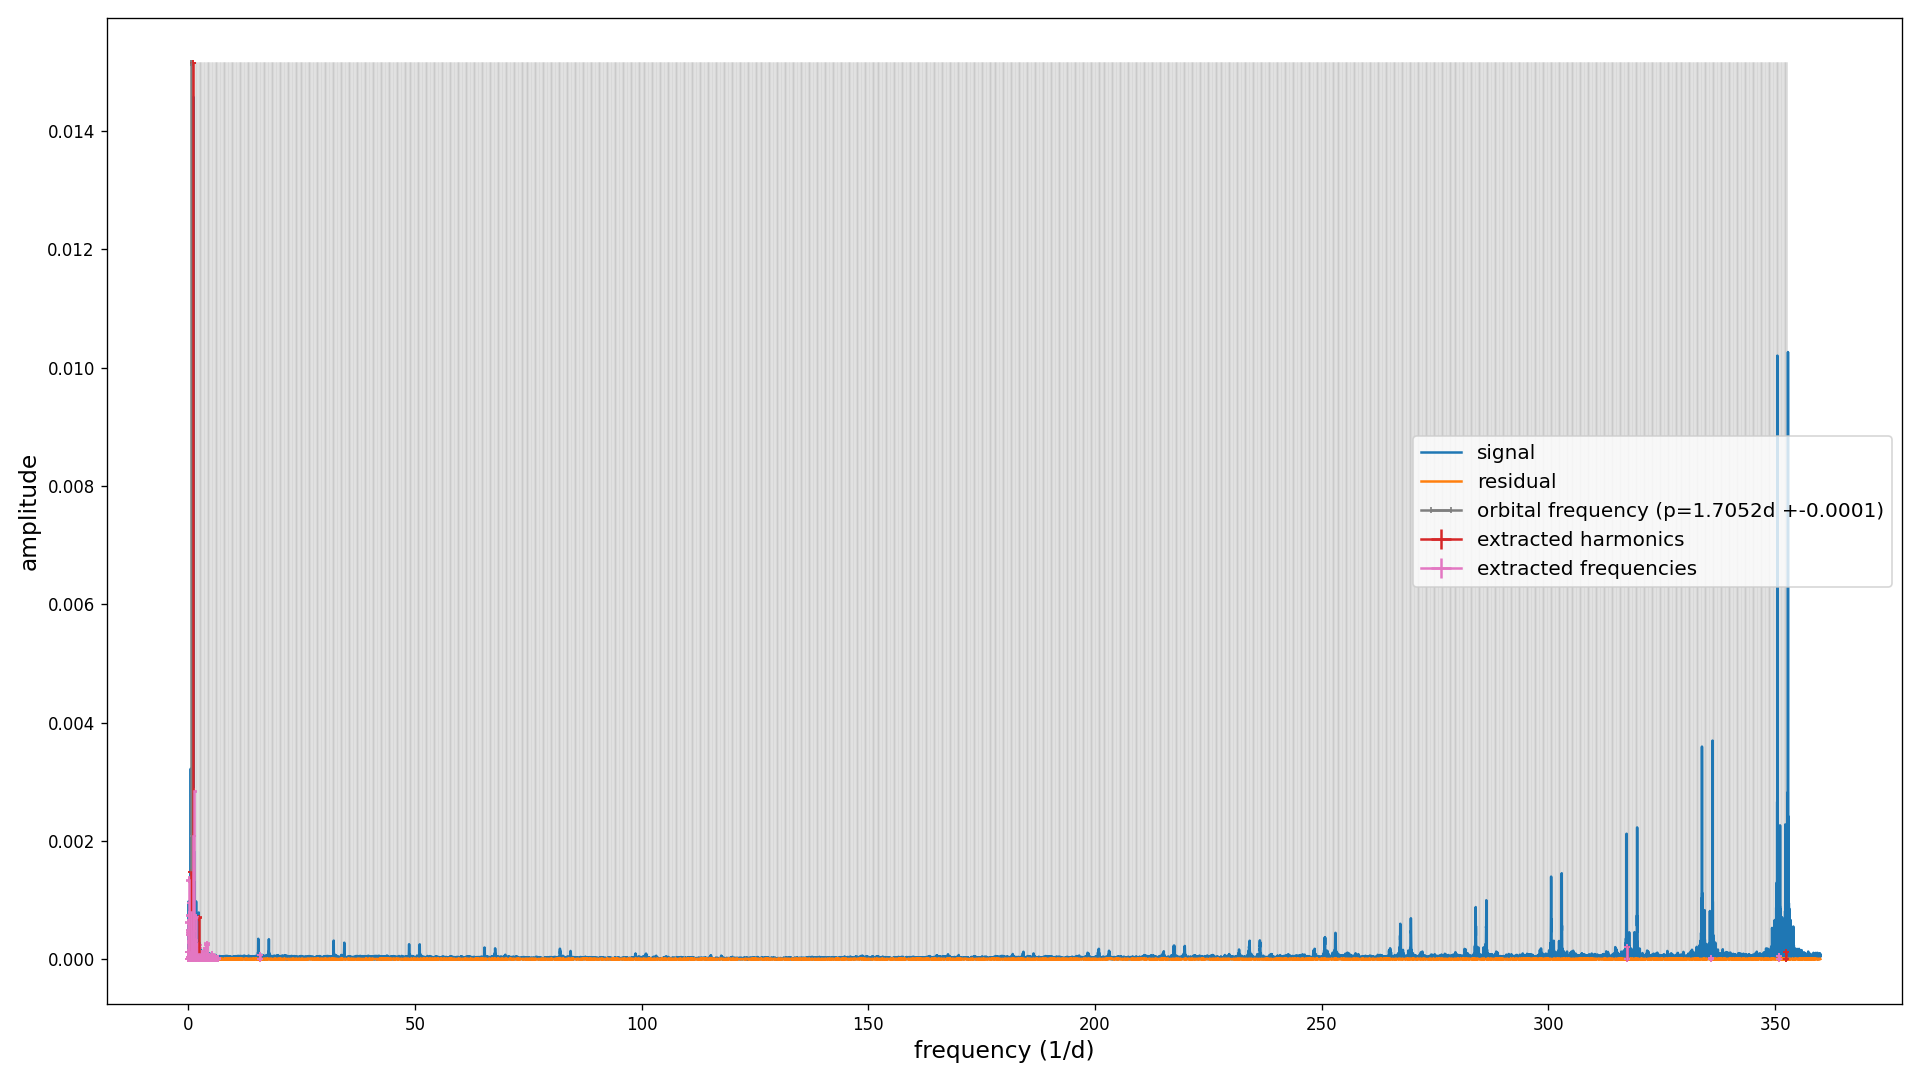 0.014
0.012
0.010
0.008
0.006
0.004
0.002
0.000
amplitude
signal
residual
orbital frequency (p=1.7052d +-0.0001)
extracted harmonics
extracted frequencies
0 50 100 150 200 250 300 350
frequency (1/d)